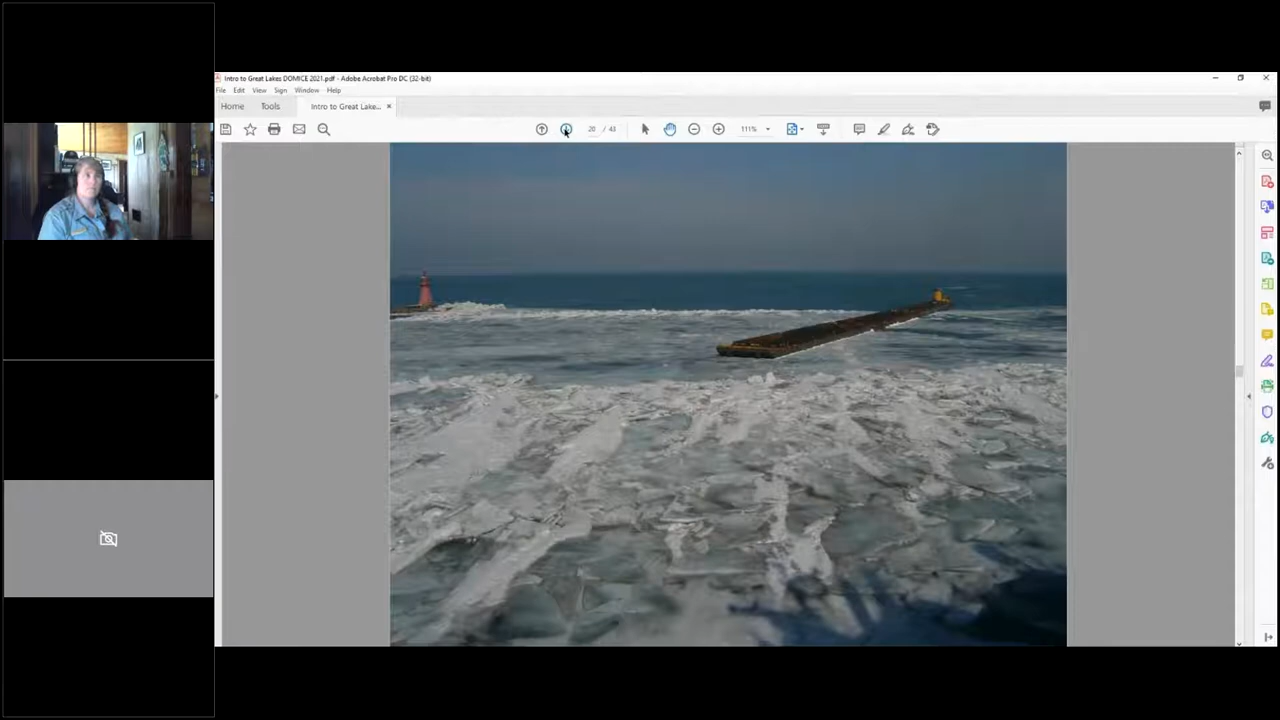 Intro to Great Lakes DOMICE 2021.pdf - Adobe Acrobat Pro DC (32-bit)
File Edit View Sign Window Help
Home Tools Intro to Great Lake...
20 / 43 111%